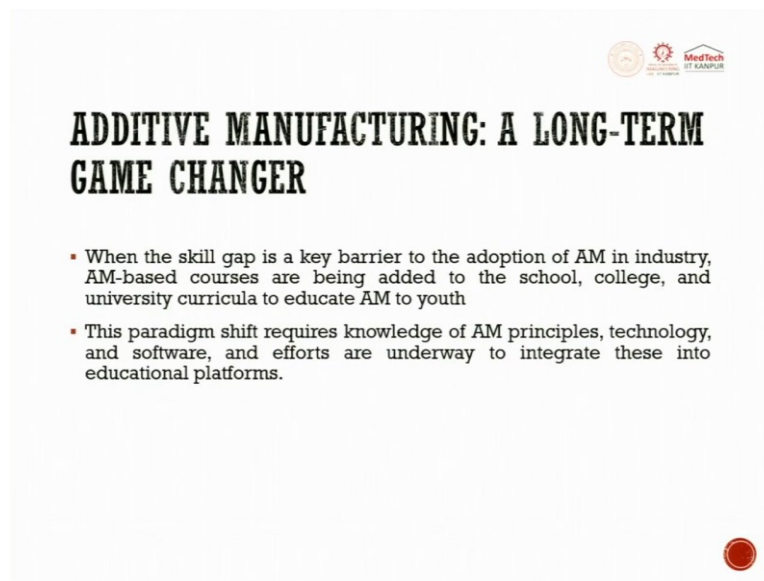 MedTech
IIT KANPUR
ADDITIVE MANUFACTURING: A LONG-TERM
GAME CHANGER
▪ When the skill gap is a key barrier to the adoption of AM in industry,
AM-based courses are being added to the school, college, and
university curricula to educate AM to youth
▪ This paradigm shift requires knowledge of AM principles, technology,
and software, and efforts are underway to integrate these into
educational platforms.